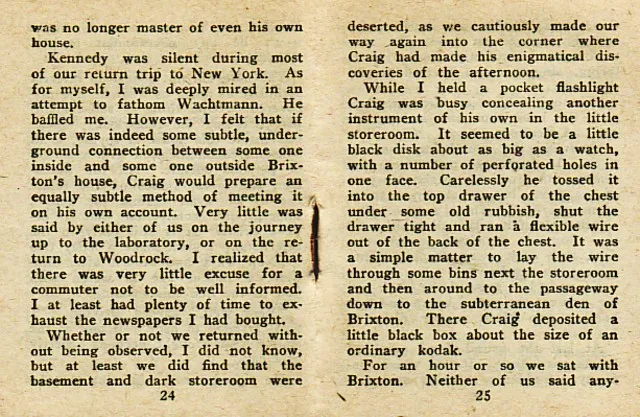 was no longer master of even his own
house.
Kennedy was silent during most
of our return trip to New York. As
for myself, I was deeply mired in an
attempt to fathom Wachtmann. He
baffled me. However, I felt that if
there was indeed some subtle, under-
ground connection between some one
inside and some one outside Brix-
ton's house, Craig would prepare an
equally subtle method of meeting it
on his own account. Very little was
said by either of us on the journey
up to the laboratory, or on the re-
turn to Woodrock. I realized that
there was very little excuse for a
commuter not to be well informed.
I at least had plenty of time to ex-
haust the newspapers I had bought.
Whether or not we returned with-
out being observed, I did not know,
but at least we did find that the
basement and dark storeroom were
24
deserted, as we cautiously made our
way again into the corner where
Craig had made his enigmatical dis-
coveries of the afternoon.
While I held a pocket flashlight
Craig was busy concealing another
instrument of his own in the little
storeroom. It seemed to be a little
black disk about as big as a watch,
with a number of perforated holes in
one face. Carelessly he tossed it
into the top drawer of the chest
under some old rubbish, shut the
drawer tight and ran a flexible wire
out of the back of the chest. It was
a simple matter to lay the wire
through some bins next the storeroom
and then around to the passageway
down to the subterranean den of
Brixton. There Craig deposited a
little black box about the size of an
ordinary kodak.
For an hour or so we sat with
Brixton. Neither of us said any-
25